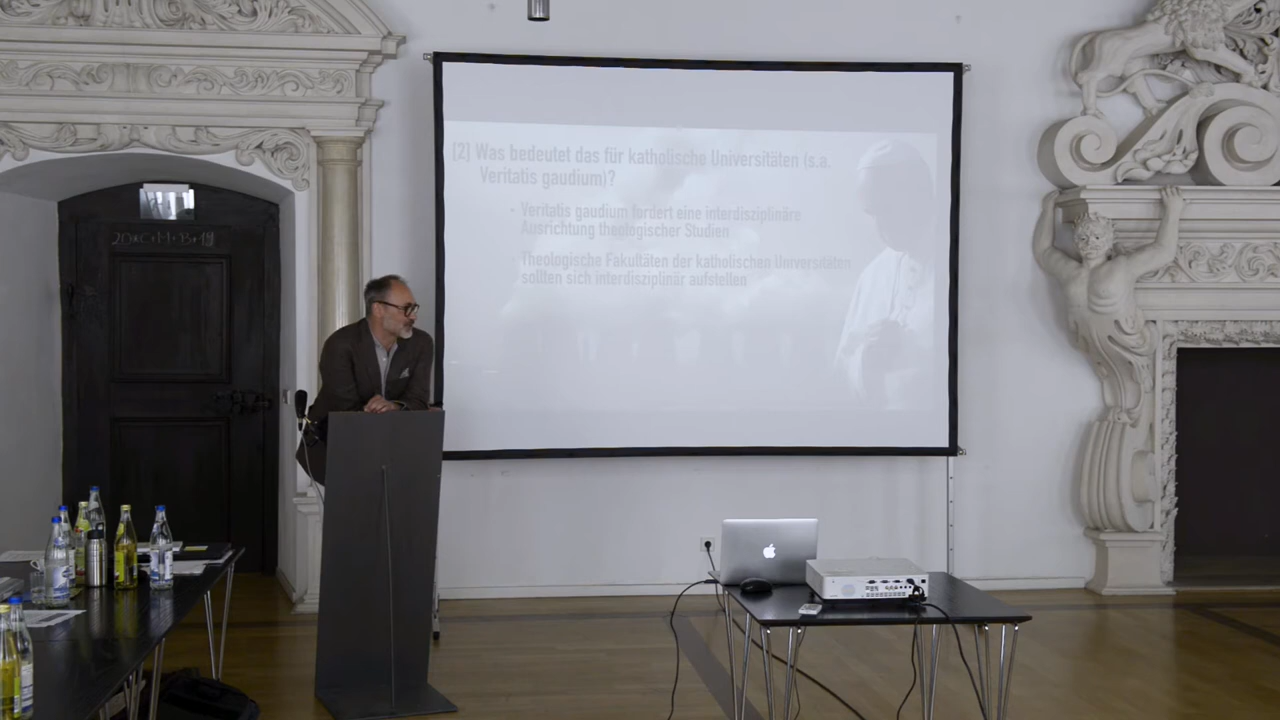 [2] Was bedeutet das für katholische Universitäten (s.a.
Veritatis gaudium)?
- Veritatis gaudium fordert eine interdisziplinäre
Ausrichtung theologischer Studien
Theologische Fakultäten der katholischen Universitäten
sollten sich interdisziplinär aufstellen
20*C+M+B+19